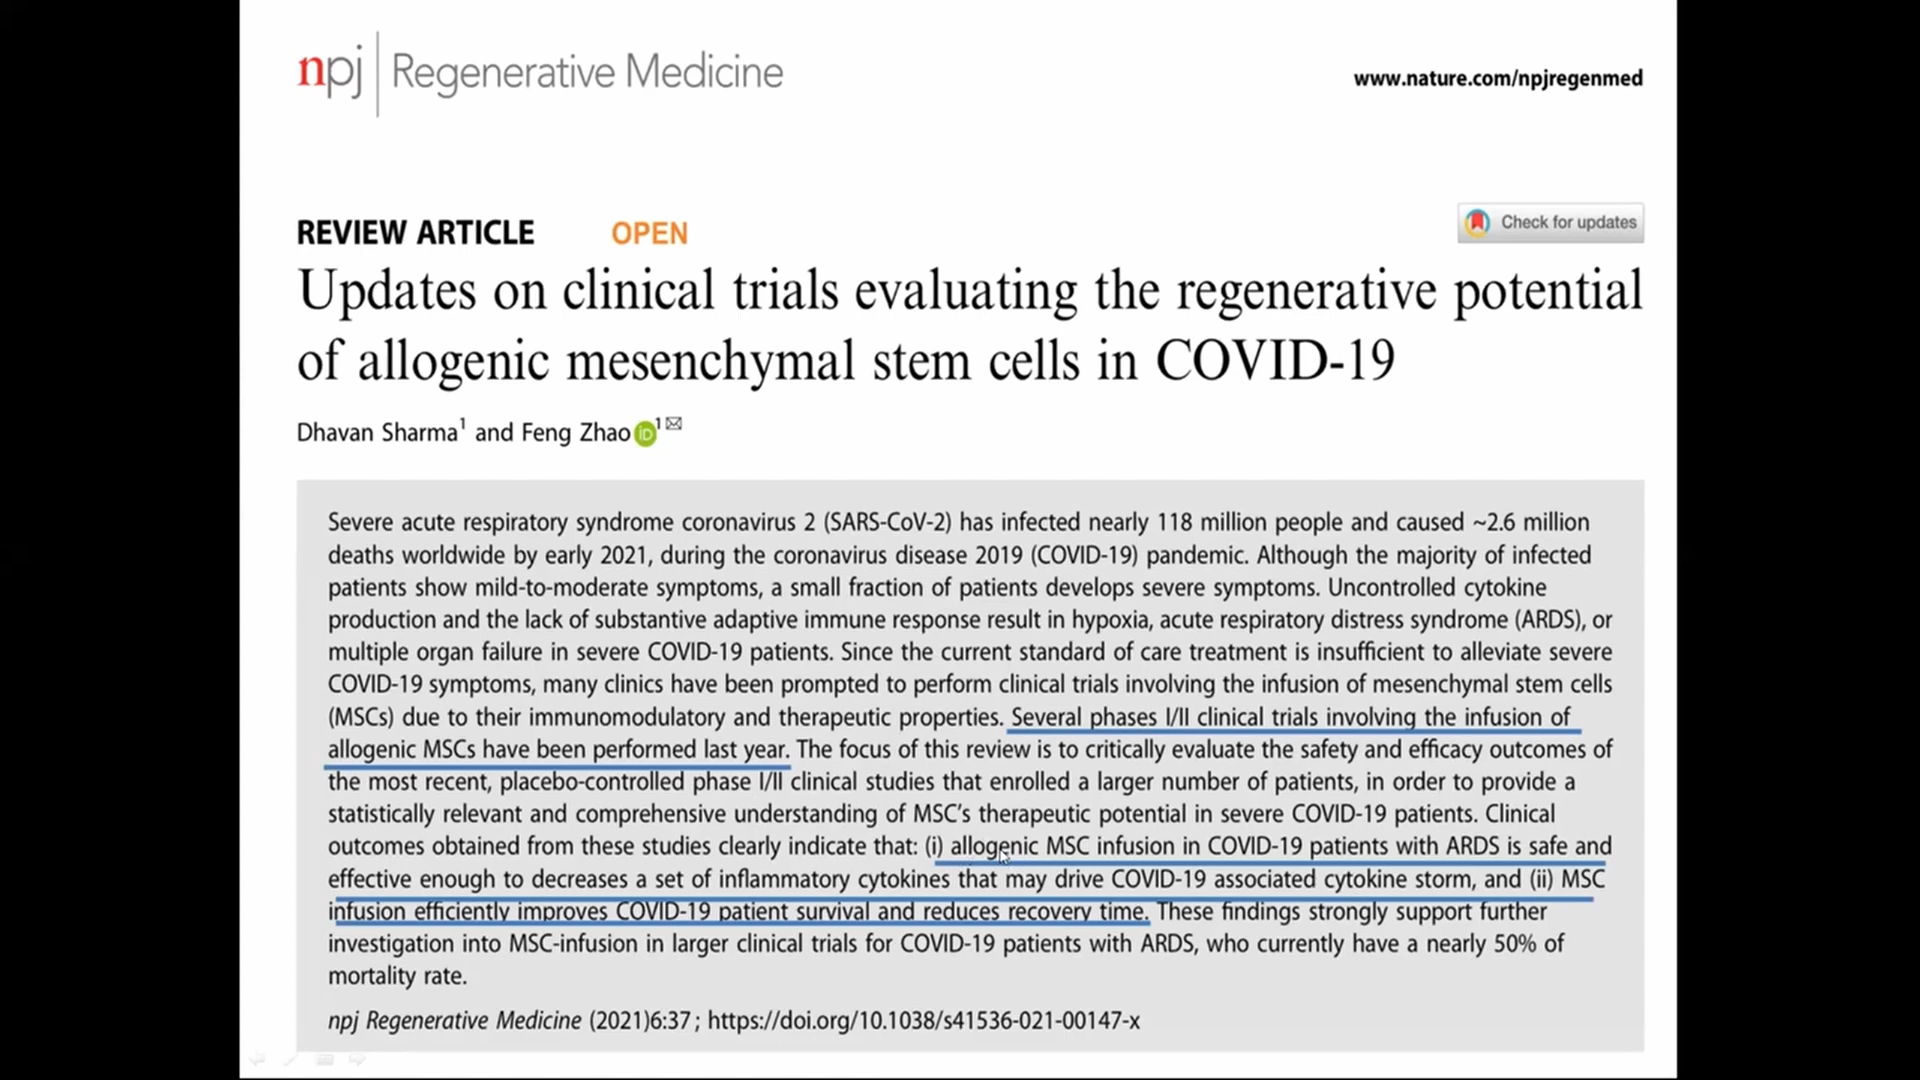 npj | Regenerative Medicine
www.nature.com/npjregenmed
REVIEW ARTICLE OPEN
Check for updates
Updates on clinical trials evaluating the regenerative potential
of allogenic mesenchymal stem cells in COVID-19
Dhavan Sharma1 and Feng Zhao iD 1✉
Severe acute respiratory syndrome coronavirus 2 (SARS-CoV-2) has infected nearly 118 million people and caused ~2.6 million
deaths worldwide by early 2021, during the coronavirus disease 2019 (COVID-19) pandemic. Although the majority of infected
patients show mild-to-moderate symptoms, a small fraction of patients develops severe symptoms. Uncontrolled cytokine
production and the lack of substantive adaptive immune response result in hypoxia, acute respiratory distress syndrome (ARDS), or
multiple organ failure in severe COVID-19 patients. Since the current standard of care treatment is insufficient to alleviate severe
COVID-19 symptoms, many clinics have been prompted to perform clinical trials involving the infusion of mesenchymal stem cells
(MSCs) due to their immunomodulatory and therapeutic properties. Several phases I/II clinical trials involving the infusion of
allogenic MSCs have been performed last year. The focus of this review is to critically evaluate the safety and efficacy outcomes of
the most recent, placebo-controlled phase I/II clinical studies that enrolled a larger number of patients, in order to provide a
statistically relevant and comprehensive understanding of MSC's therapeutic potential in severe COVID-19 patients. Clinical
outcomes obtained from these studies clearly indicate that: (i) allogenic MSC infusion in COVID-19 patients with ARDS is safe and
effective enough to decreases a set of inflammatory cytokines that may drive COVID-19 associated cytokine storm, and (ii) MSC
infusion efficiently improves COVID-19 patient survival and reduces recovery time. These findings strongly support further
investigation into MSC-infusion in larger clinical trials for COVID-19 patients with ARDS, who currently have a nearly 50% of
mortality rate.
npj Regenerative Medicine (2021)6:37 ; https://doi.org/10.1038/s41536-021-00147-x